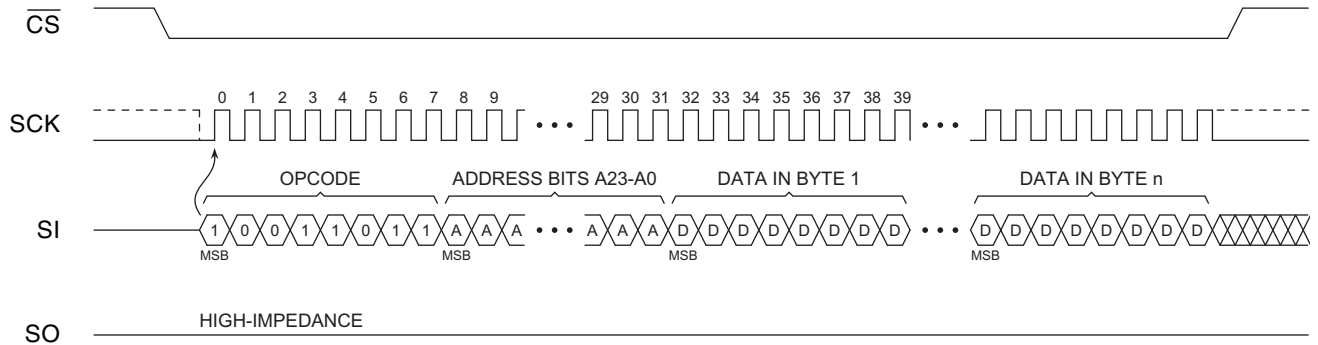 CS
0 1 2 3 4 5 6 7 8 9 29 30 31 32 33 34 35 36 37 38 39
SCK
OPCODE ADDRESS BITS A23-A0 DATA IN BYTE 1 DATA IN BYTE n
SI 1 0 0 1 1 0 1 1 A A A A A A D D D D D D D D D D D D D D D D
MSB MSB MSB MSB
HIGH-IMPEDANCE
SO